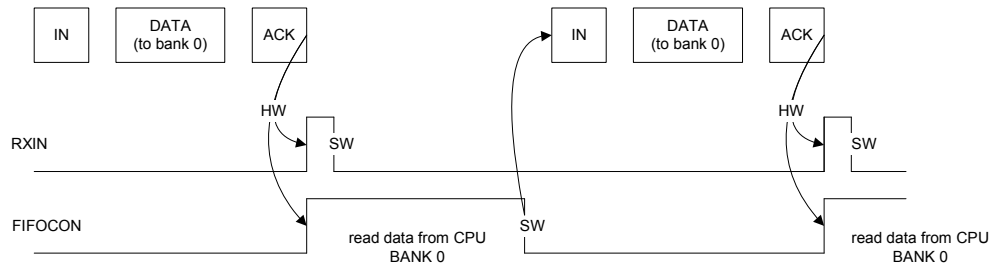 IN
DATA
(to bank 0)
ACK
IN
DATA
(to bank 0)
ACK
HW
HW
RXIN
SW
SW
FIFOCON
SW
read data from CPU
BANK 0
read data from CPU
BANK 0